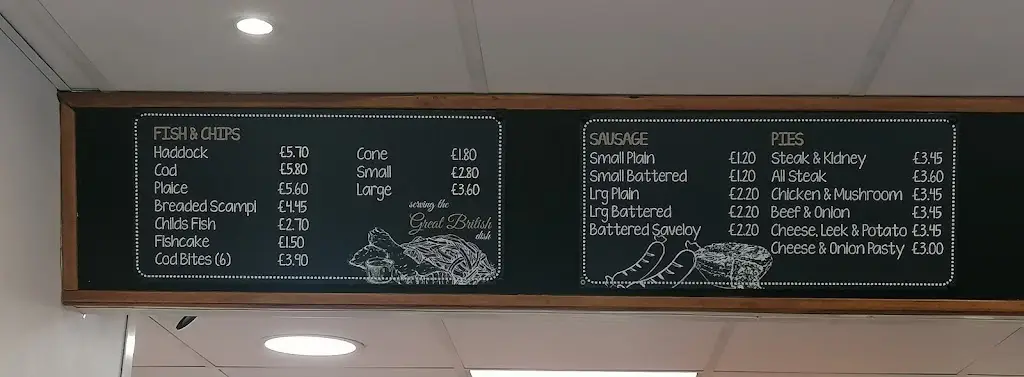 FISH & CHIPS
Haddock £5.70
Cod £5.80
Plaice £5.60
Breaded Scampi £4.45
Childs Fish £2.70
Fishcake £1.50
Cod Bites (6) £3.90
Cone £1.80
Small £2.80
Large £3.60
serving the
Great British
dish
SAUSAGE
Small Plain £1.20
Small Battered £1.20
Lrg Plain £2.20
Lrg Battered £2.20
Battered Saveloy £2.20
PIES
Steak & Kidney £3.45
All Steak £3.60
Chicken & Mushroom £3.45
Beef & Onion £3.45
Cheese, Leek & Potato £3.45
Cheese & Onion Pasty £3.00